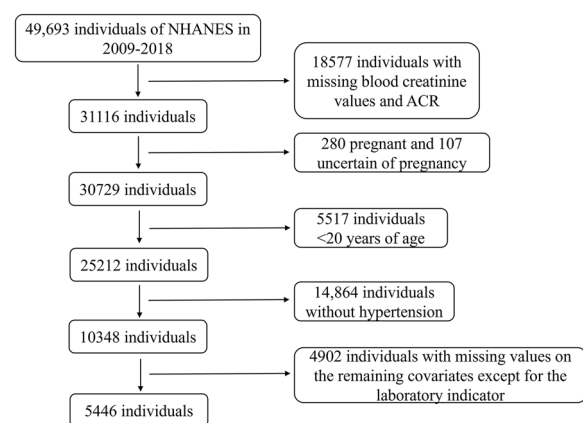 49,693 individuals of NHANES in
2009-2018
18577 individuals with
missing blood creatinine
values and ACR
31116 individuals
280 pregnant and 107
uncertain of pregnancy
30729 individuals
5517 individuals
<20 years of age
25212 individuals
14,864 individuals
without hypertension
10348 individuals
4902 individuals with missing values on
the remaining covariates except for the
laboratory indicator
5446 individuals